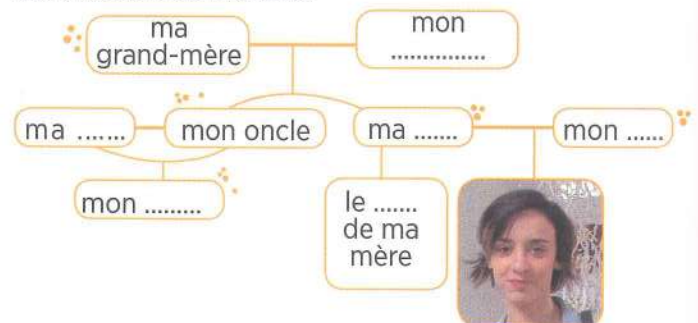 ma
grand-mère
mon
...............
ma .......
mon oncle
ma .......
mon ......
mon .........
le .......
de ma
mère